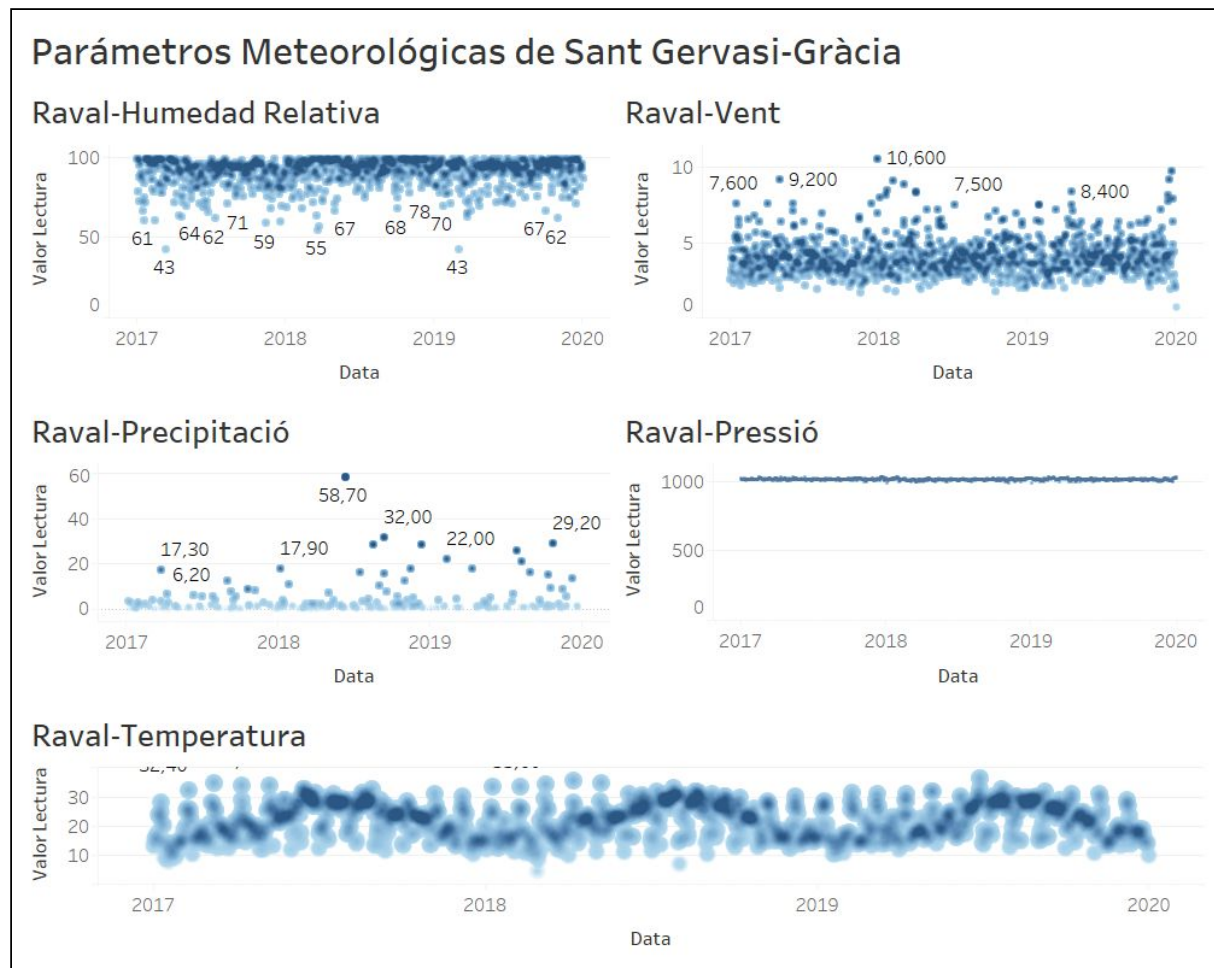 Parámetros Meteorológicas de Sant Gervasi-Gràcia
Raval-Humedad Relativa
Valor Lectura
100
50
0
61
43
64
62
71
59
55
67
68
78
70
43
67
62
2017 2018 2019 2020
Data
Raval-Vent
Valor Lectura
10
5
0
7,600
9,200
10,600
7,500
8,400
2017 2018 2019 2020
Data
Raval-Precipitació
Valor Lectura
60
40
20
0
17,30
6,20
17,90
58,70
32,00
22,00
29,20
2017 2018 2019 2020
Data
Raval-Pressió
Valor Lectura
1000
500
0
2017 2018 2019 2020
Data
Raval-Temperatura
Valor Lectura
30
20
10
2017 2018 2019 2020
Data